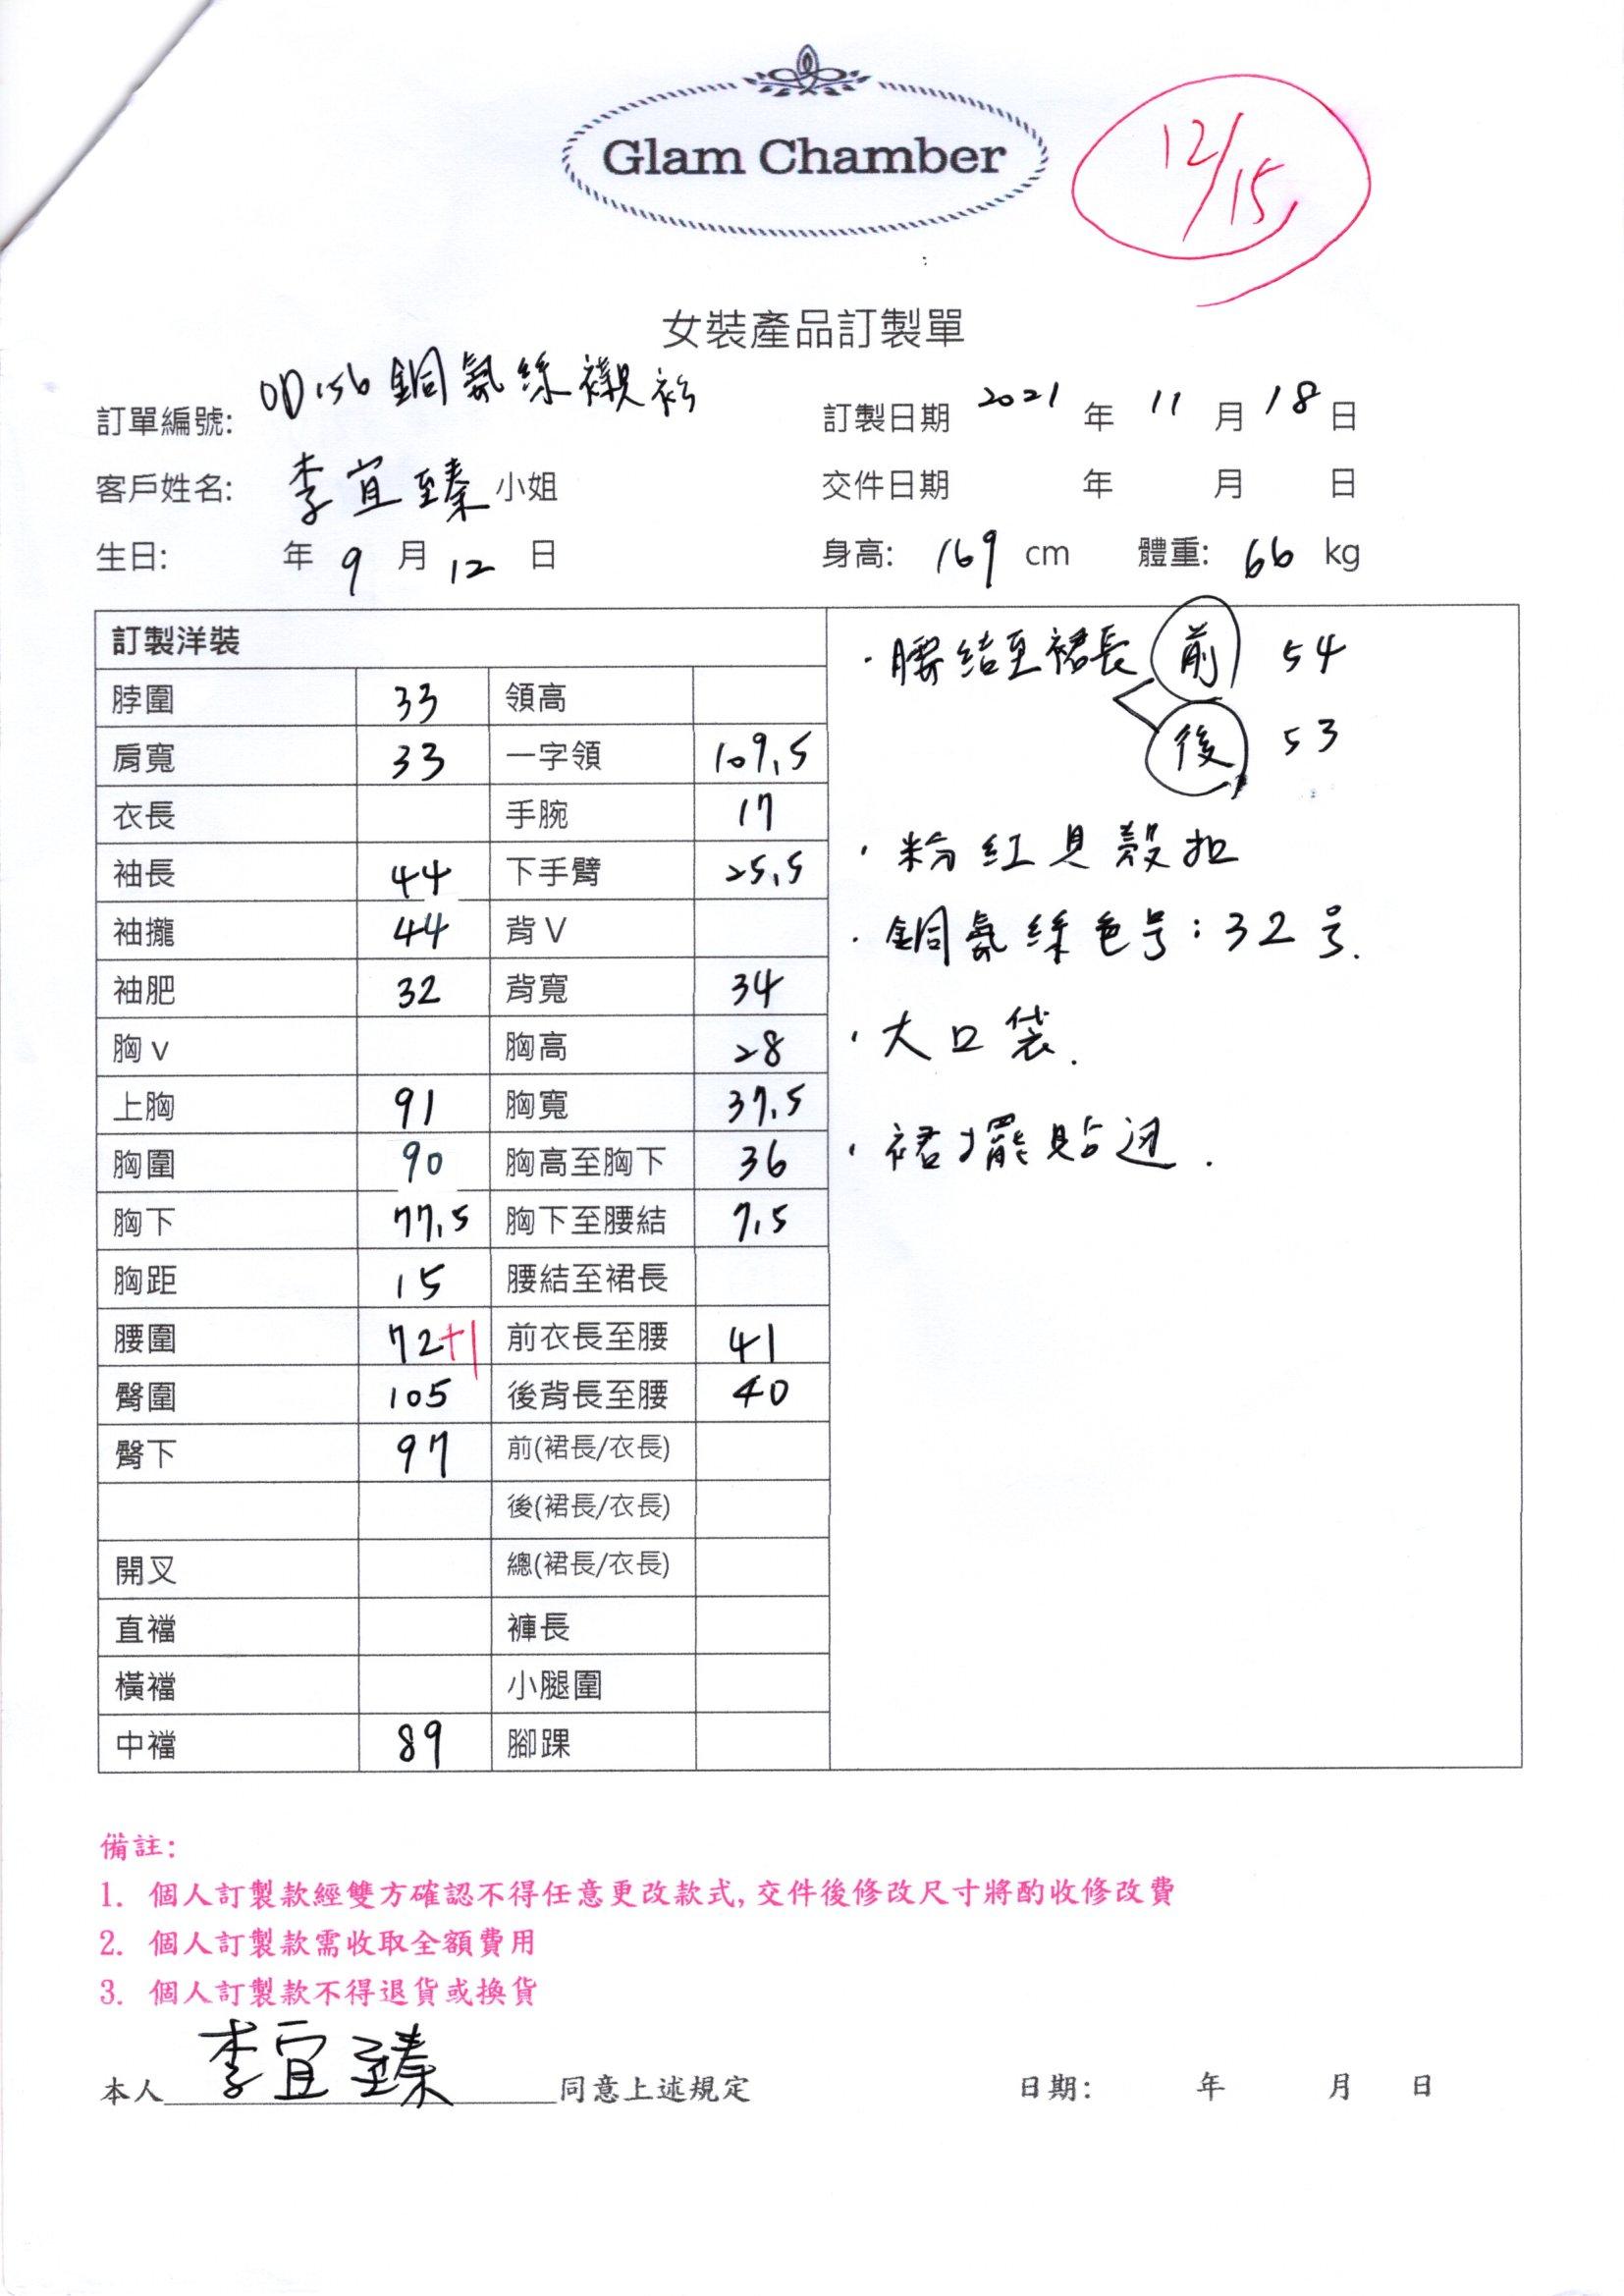 Glam Chamber
12/15
女裝產品訂製單
訂單編號: OD156銅氨絲襯衫 訂製日期 2021 年 11 月 18 日
客戶姓名: 李宜臻 小姐 交件日期 年 月 日
生日: 年 9 月 12 日 身高: 169 cm 體重: 66 kg
訂製洋裝
脖圍 33 領高
肩寬 33 一字領 109.5
衣長 手腕 17
袖長 44 下手臂 25.5
袖攏 44 背V
袖肥 32 背寬 34
胸v 胸高 28
上胸 91 胸寬 37.5
胸圍 90 胸高至胸下 36
胸下 77.5 胸下至腰結 7.5
胸距 15 腰結至裙長
腰圍 72+1 前衣長至腰 41
臀圍 105 後背長至腰 40
臀下 97 前(裙長/衣長)
後(裙長/衣長)
開叉 總(裙長/衣長)
直襠 褲長
橫襠 小腿圍
中襠 89 腳踝
·腰結至裙長 前 54
後 53
·粉紅貝殼扣
·銅氨絲色号:32号.
·大口袋.
·裙擺貼边.
備註:
1. 個人訂製款經雙方確認不得任意更改款式,交件後修改尺寸將酌收修改費
2. 個人訂製款需收取全額費用
3. 個人訂製款不得退貨或換貨
本人 李宜臻 同意上述規定 日期: 年 月 日